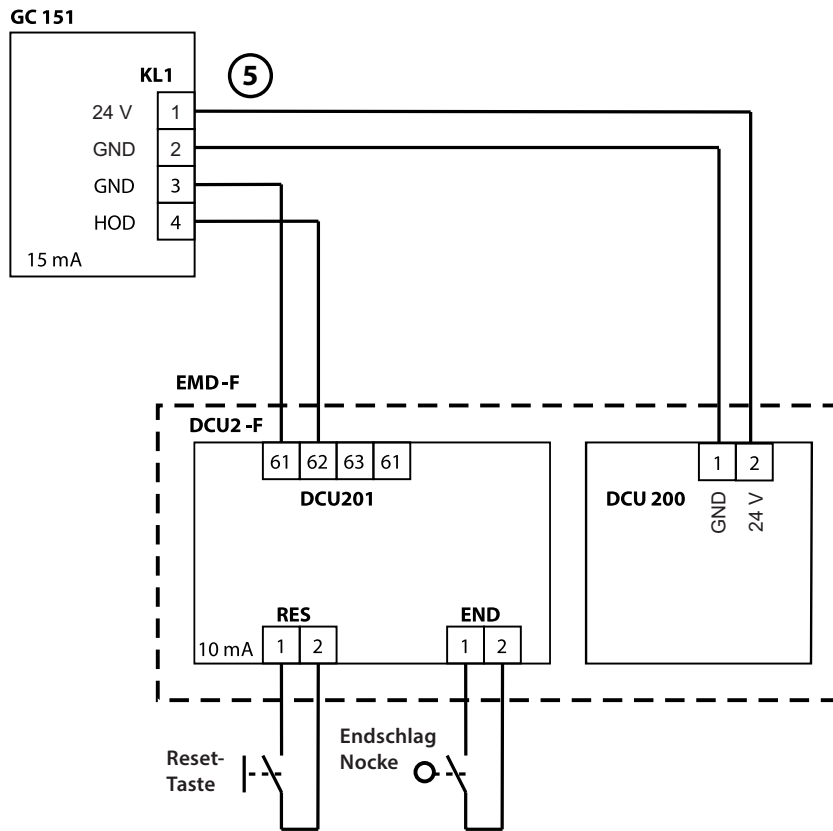 GC 151
KL1
5
24 V 1
GND 2
GND 3
HOD 4
15 mA
EMD-F
DCU2 -F
61 62 63 61
1 2
DCU201
DCU 200
GND
24 V
RES
END
10 mA
1 2
1 2
Reset-
Taste
Endschlag
Nocke